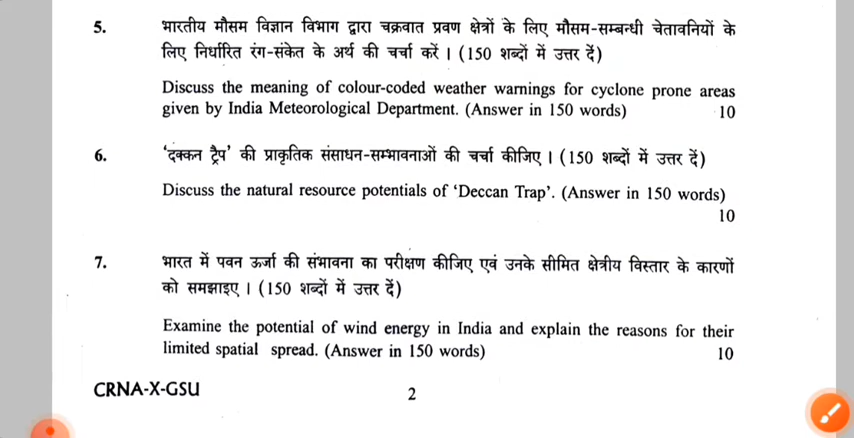 5. भारतीय मौसम विज्ञान विभाग द्वारा चक्रवात प्रवण क्षेत्रों के लिए मौसम-सम्बन्धी चेतावनियों के
लिए निर्धारित रंग-संकेत के अर्थ की चर्चा करें । (150 शब्दों में उत्तर दें)
Discuss the meaning of colour-coded weather warnings for cyclone prone areas
given by India Meteorological Department. (Answer in 150 words) 10
6. 'दक्कन ट्रैप' की प्राकृतिक संसाधन-सम्भावनाओं की चर्चा कीजिए । (150 शब्दों में उत्तर दें)
Discuss the natural resource potentials of 'Deccan Trap'. (Answer in 150 words)
10
7. भारत में पवन ऊर्जा की संभावना का परीक्षण कीजिए एवं उनके सीमित क्षेत्रीय विस्तार के कारणों
को समझाइए । (150 शब्दों में उत्तर दें)
Examine the potential of wind energy in India and explain the reasons for their
limited spatial spread. (Answer in 150 words) 10
CRNA-X-GSU 2